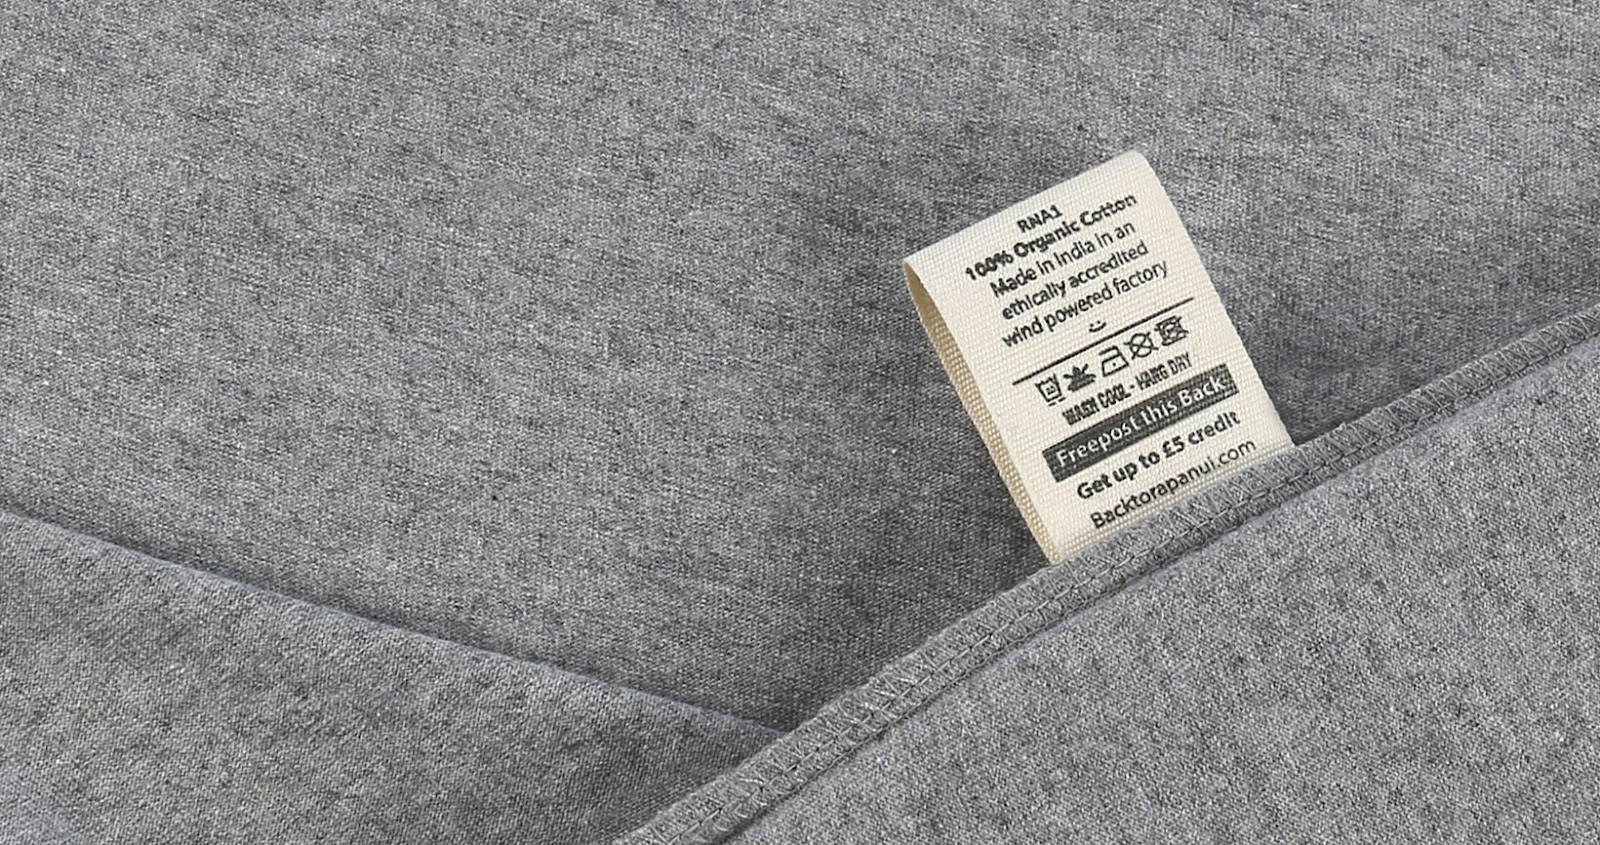 RNA1
100% Organic Cotton
Made in India in an
ethically accredited
wind powered factory
WASH COOL - HANG DRY
Freepost this Back
Get up to £5 credit
Backtorapanui.com